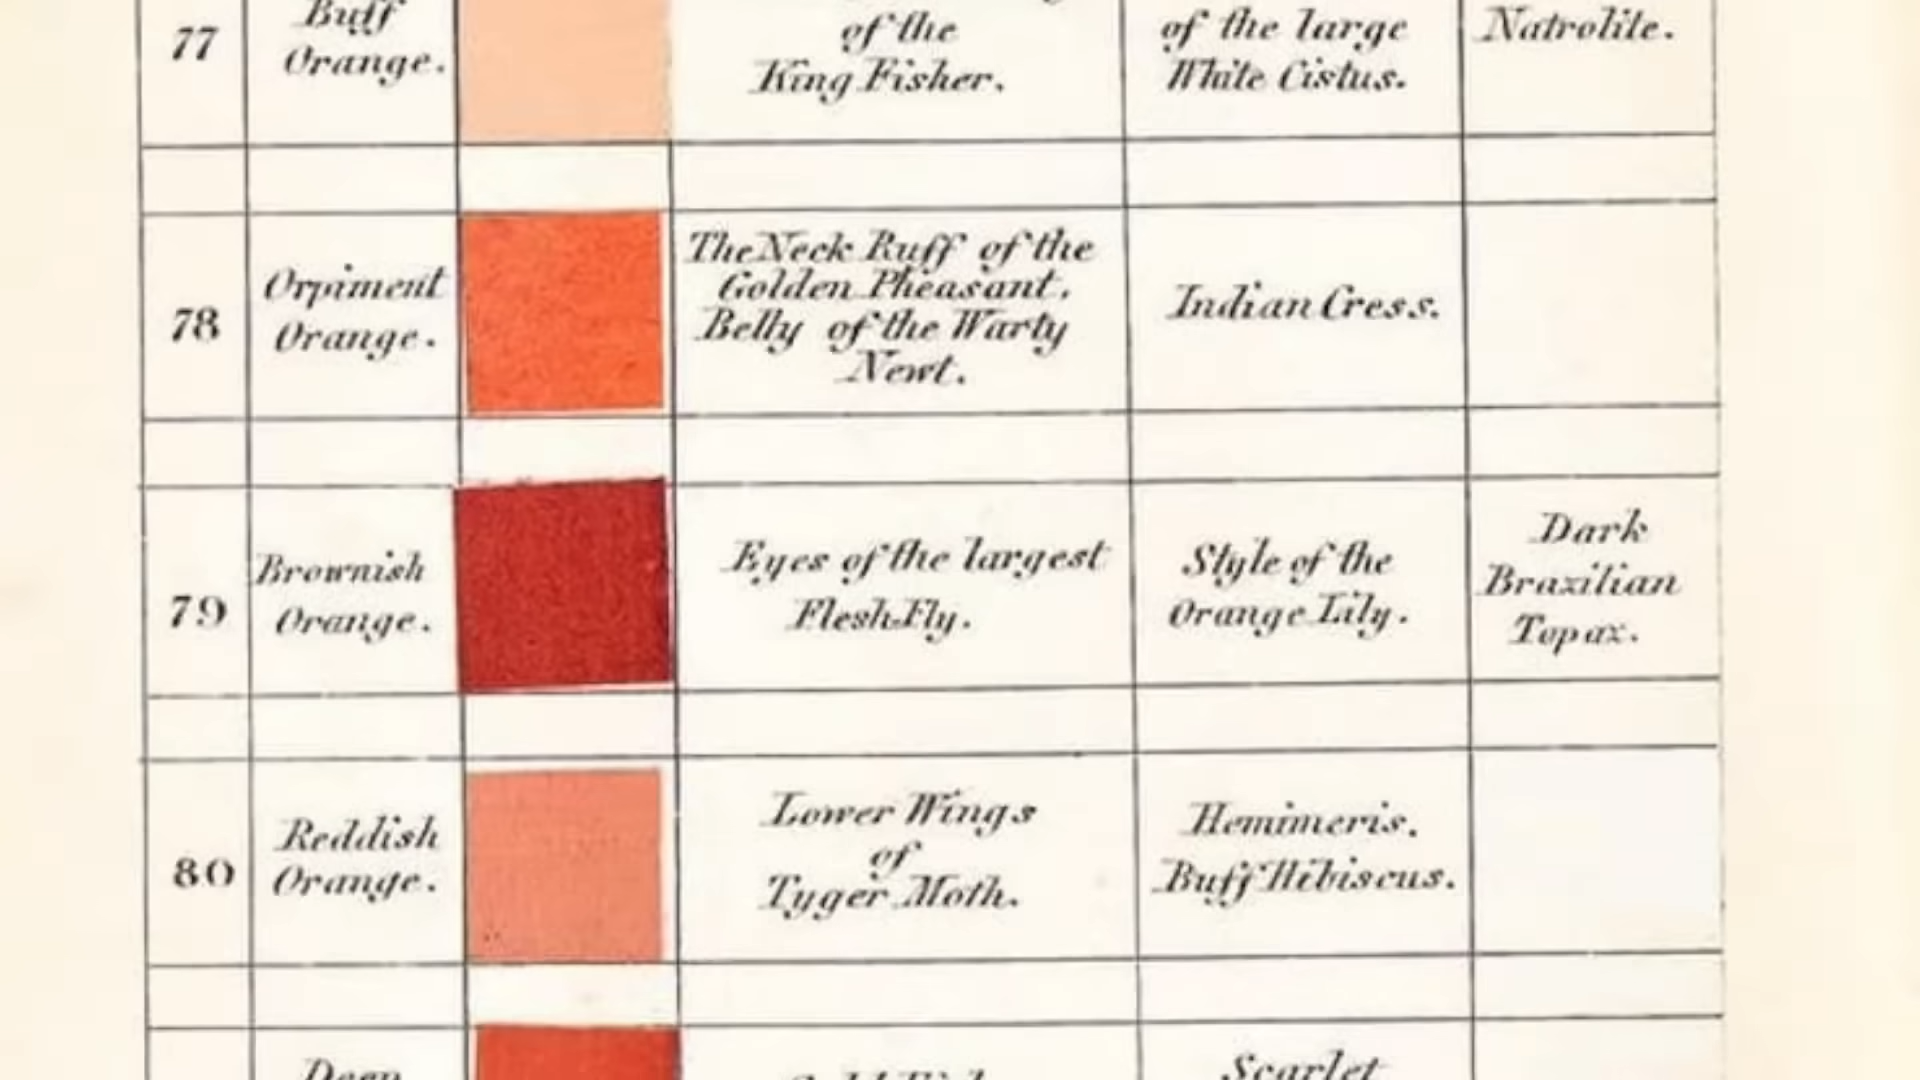 77
Buff
Orange.
of the
King Fisher.
of the large
White Cistus.
Natrolite.
78
Orpiment
Orange.
The Neck Ruff of the
Golden Pheasant,
Belly of the Warty
Newt.
Indian Cress.
79
Brownish
Orange.
Eyes of the largest
Flesh Fly.
Style of the
Orange Lily.
Dark
Brazilian
Topaz.
80
Reddish
Orange.
Lower Wings
of
Tyger Moth.
Hemimeris.
Buff Hibiscus.
Deep
Scarlet